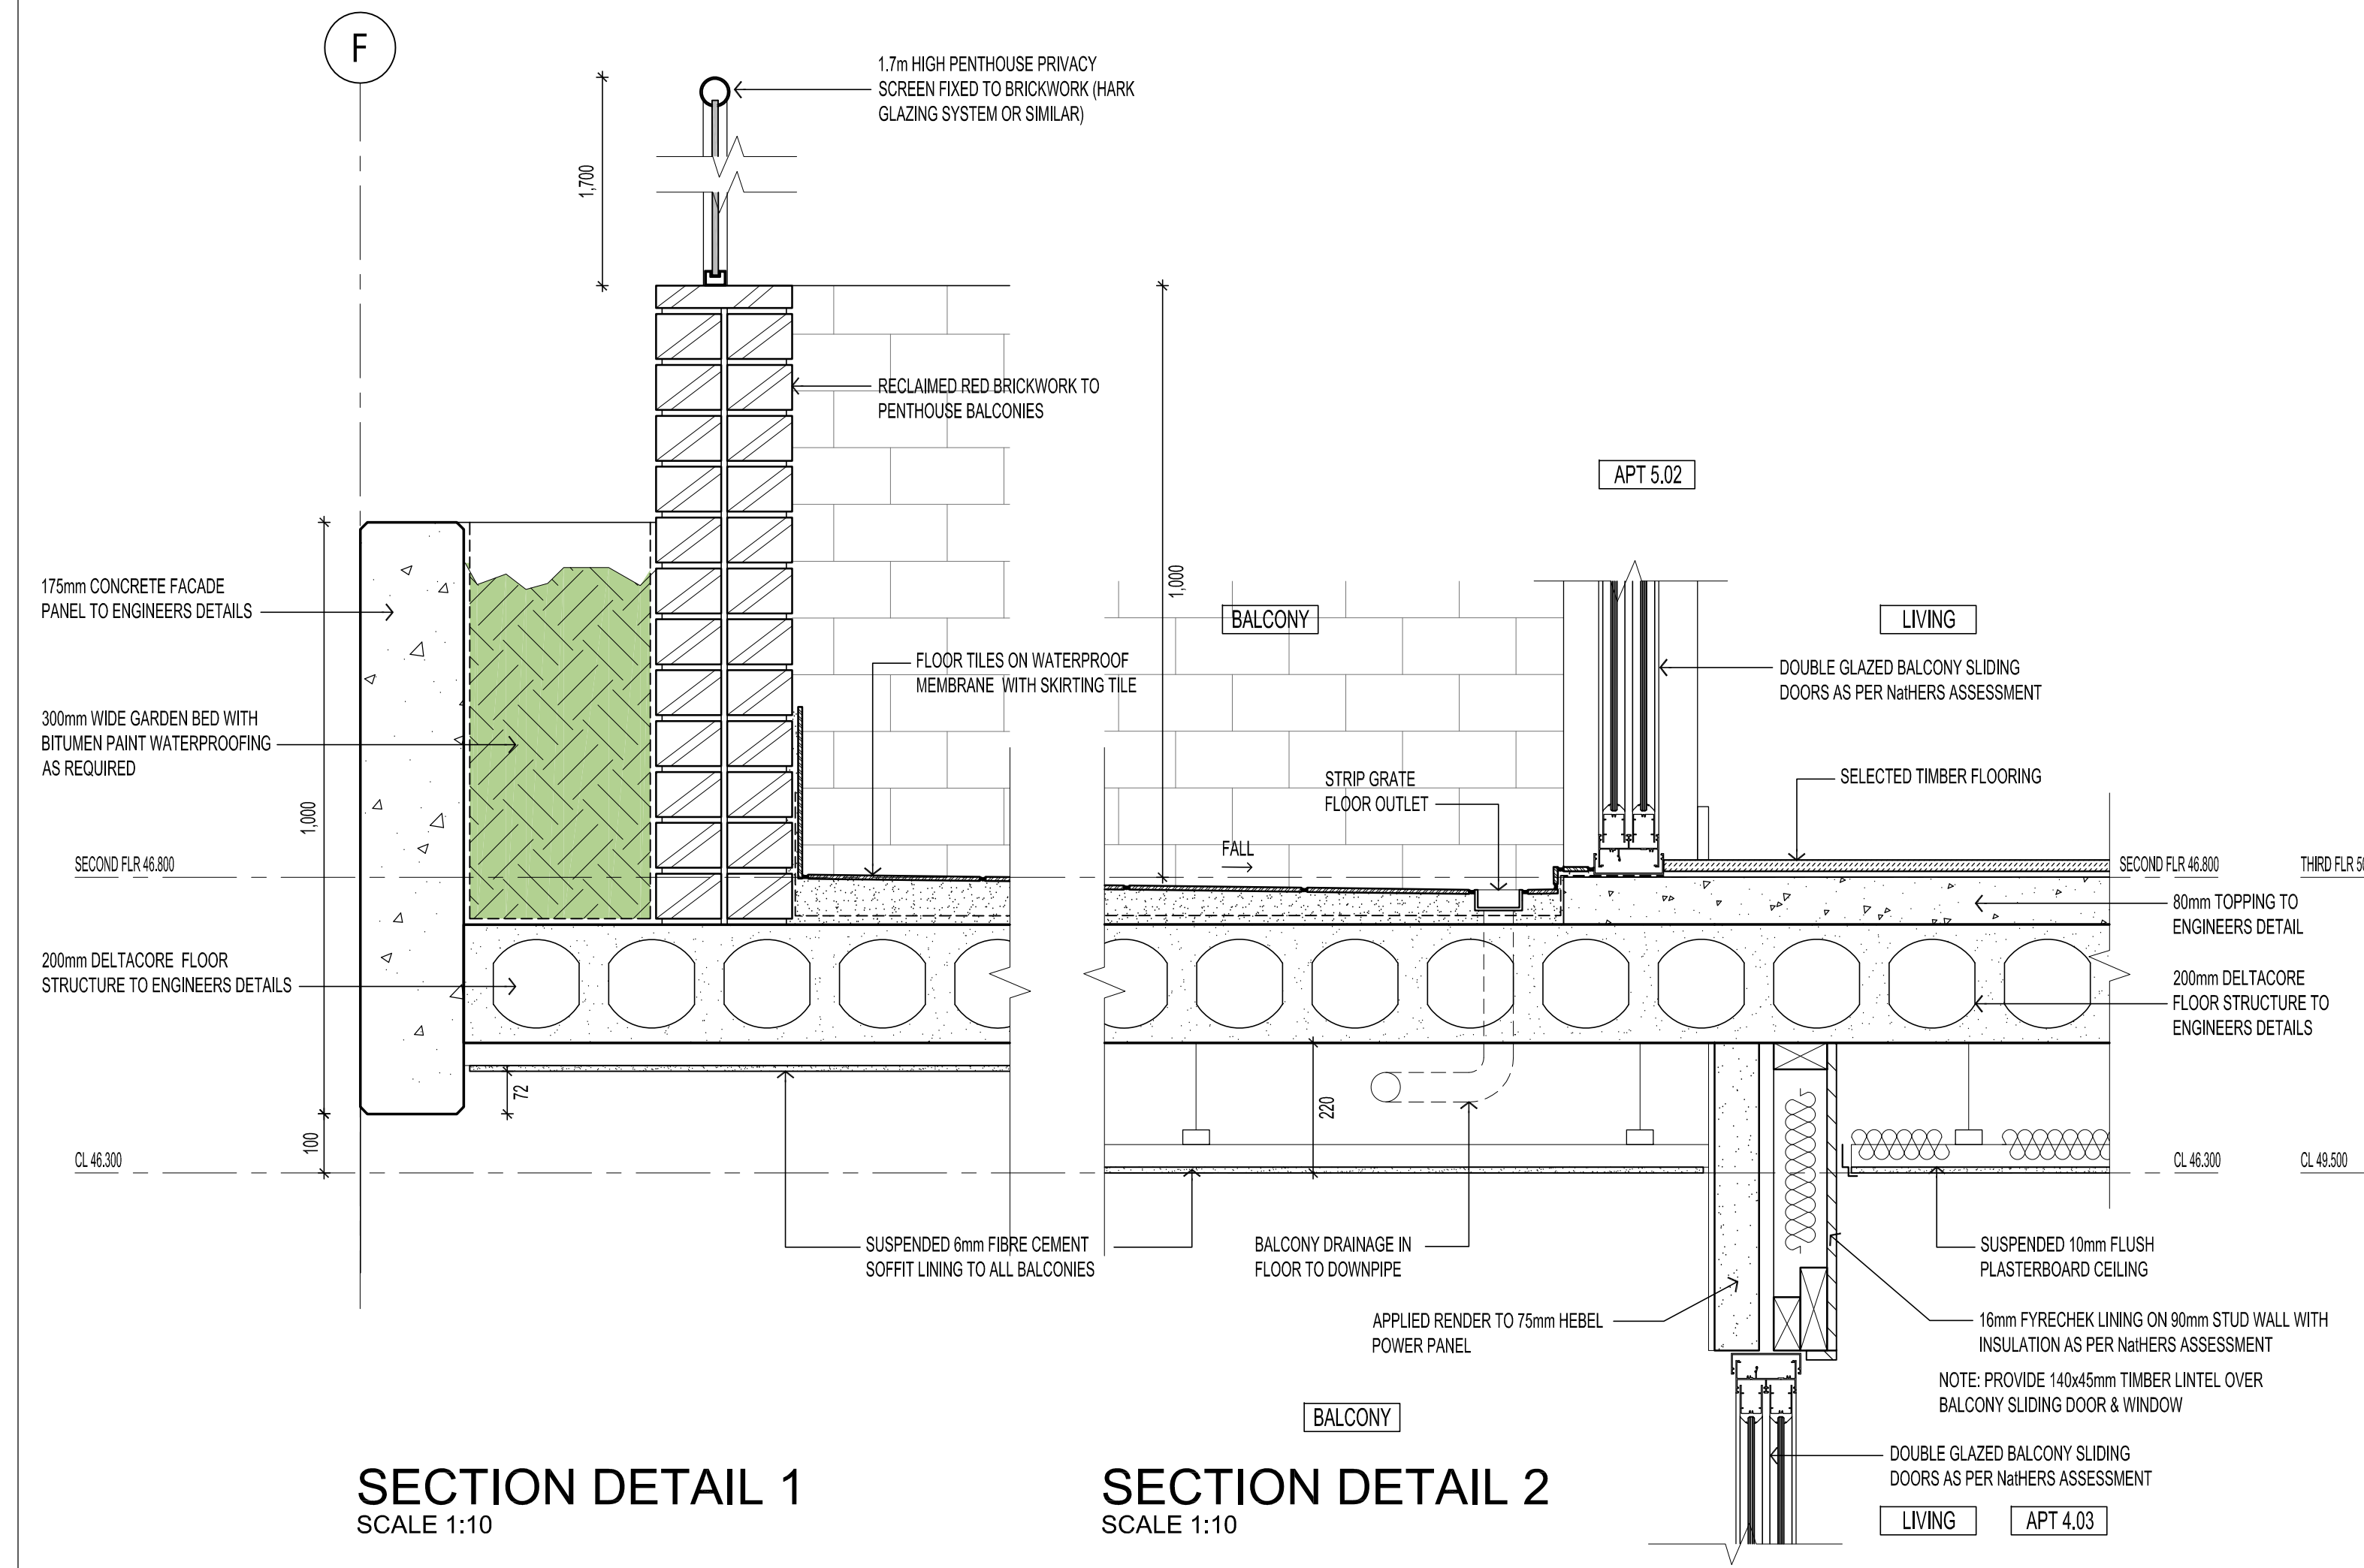 F
1.7m HIGH PENTHOUSE PRIVACY
SCREEN FIXED TO BRICKWORK (HARK
GLAZING SYSTEM OR SIMILAR)
1,700
RECLAIMED RED BRICKWORK TO
PENTHOUSE BALCONIES
APT 5.02
175mm CONCRETE FACADE
PANEL TO ENGINEERS DETAILS
1,000
BALCONY
LIVING
FLOOR TILES ON WATERPROOF
MEMBRANE WITH SKIRTING TILE
DOUBLE GLAZED BALCONY SLIDING
DOORS AS PER NatHERS ASSESSMENT
300mm WIDE GARDEN BED WITH
BITUMEN PAINT WATERPROOFING
AS REQUIRED
STRIP GRATE
FLOOR OUTLET
SELECTED TIMBER FLOORING
1,000
FALL
SECOND FLR 46.800
SECOND FLR 46.800
THIRD FLR 50
80mm TOPPING TO
ENGINEERS DETAIL
200mm DELTACORE FLOOR
STRUCTURE TO ENGINEERS DETAILS
200mm DELTACORE
FLOOR STRUCTURE TO
ENGINEERS DETAILS
72
220
100
CL 46.300
CL 46.300
CL 49.500
SUSPENDED 6mm FIBRE CEMENT
SOFFIT LINING TO ALL BALCONIES
BALCONY DRAINAGE IN
FLOOR TO DOWNPIPE
SUSPENDED 10mm FLUSH
PLASTERBOARD CEILING
APPLIED RENDER TO 75mm HEBEL
POWER PANEL
16mm FYRECHEK LINING ON 90mm STUD WALL WITH
INSULATION AS PER NatHERS ASSESSMENT
NOTE: PROVIDE 140x45mm TIMBER LINTEL OVER
BALCONY SLIDING DOOR & WINDOW
BALCONY
DOUBLE GLAZED BALCONY SLIDING
DOORS AS PER NatHERS ASSESSMENT
LIVING
APT 4.03
SECTION DETAIL 1
SCALE 1:10
SECTION DETAIL 2
SCALE 1:10